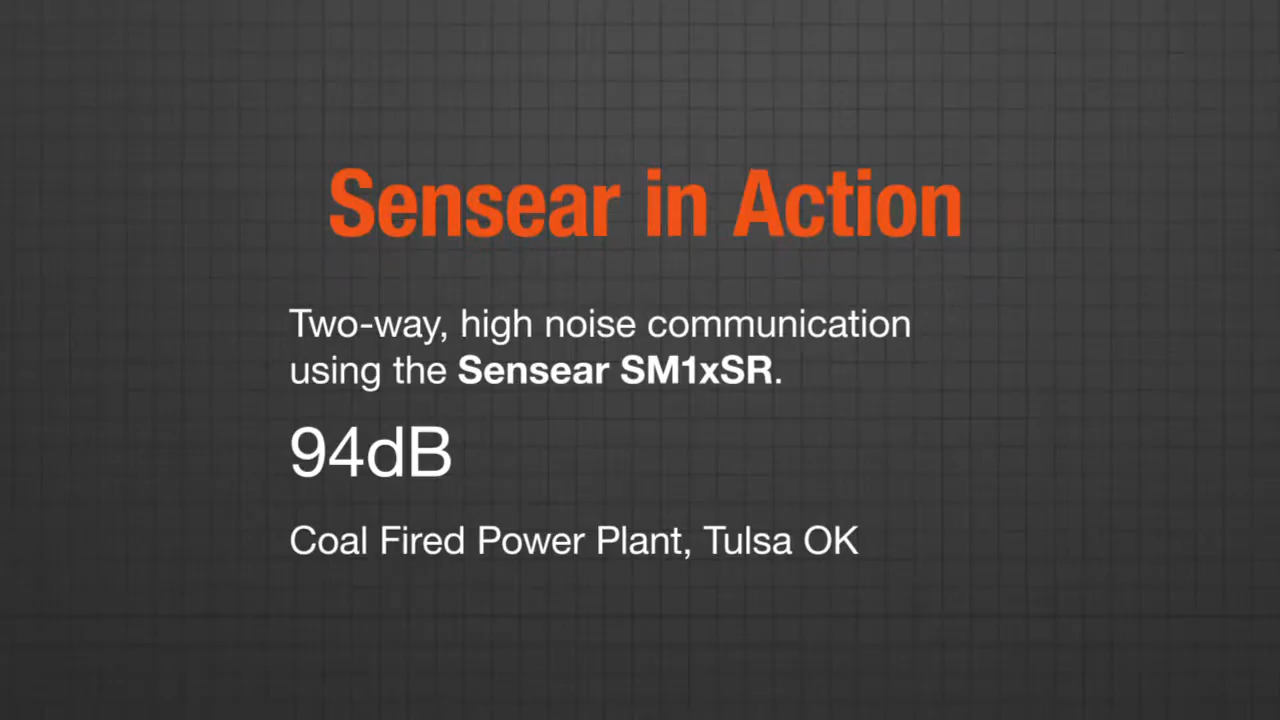 Sensear in Action
Two-way, high noise communication
using the Sensear SM1xSR.
94dB
Coal Fired Power Plant, Tulsa OK